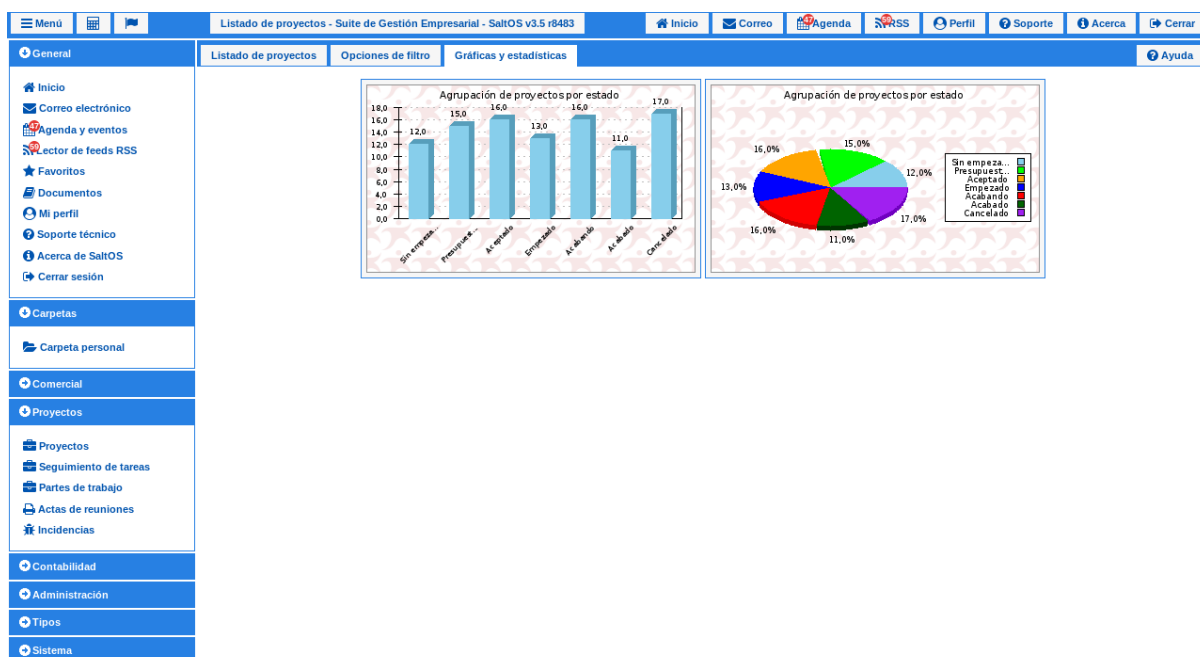 Menú
Listado de proyectos - Suite de Gestión Empresarial - SaltOS v3.5 r8483
Inicio
Correo
47
Agenda
59
RSS
Perfil
Soporte
Acerca
Cerrar
General
Inicio
Correo electrónico
47
Agenda y eventos
59
Lector de feeds RSS
Favoritos
Documentos
Mi perfil
Soporte técnico
Acerca de SaltOS
Cerrar sesión
Carpetas
Carpeta personal
Comercial
Proyectos
Proyectos
Seguimiento de tareas
Partes de trabajo
Actas de reuniones
Incidencias
Contabilidad
Administración
Tipos
Sistema
Listado de proyectos
Opciones de filtro
Gráficas y estadísticas
Ayuda
Agrupación de proyectos por estado
18,0
16,0
14,0
12,0
10,0
8,0
6,0
4,0
2,0
0,0
12,0
15,0
16,0
13,0
16,0
11,0
17,0
Sin empeza...
Presupuest...
Aceptado
Empezado
Acabando
Acabado
Cancelado
Agrupación de proyectos por estado
16,0%
15,0%
12,0%
13,0%
17,0%
16,0%
11,0%
Sin empeza...
Presupuest...
Aceptado
Empezado
Acabando
Acabado
Cancelado